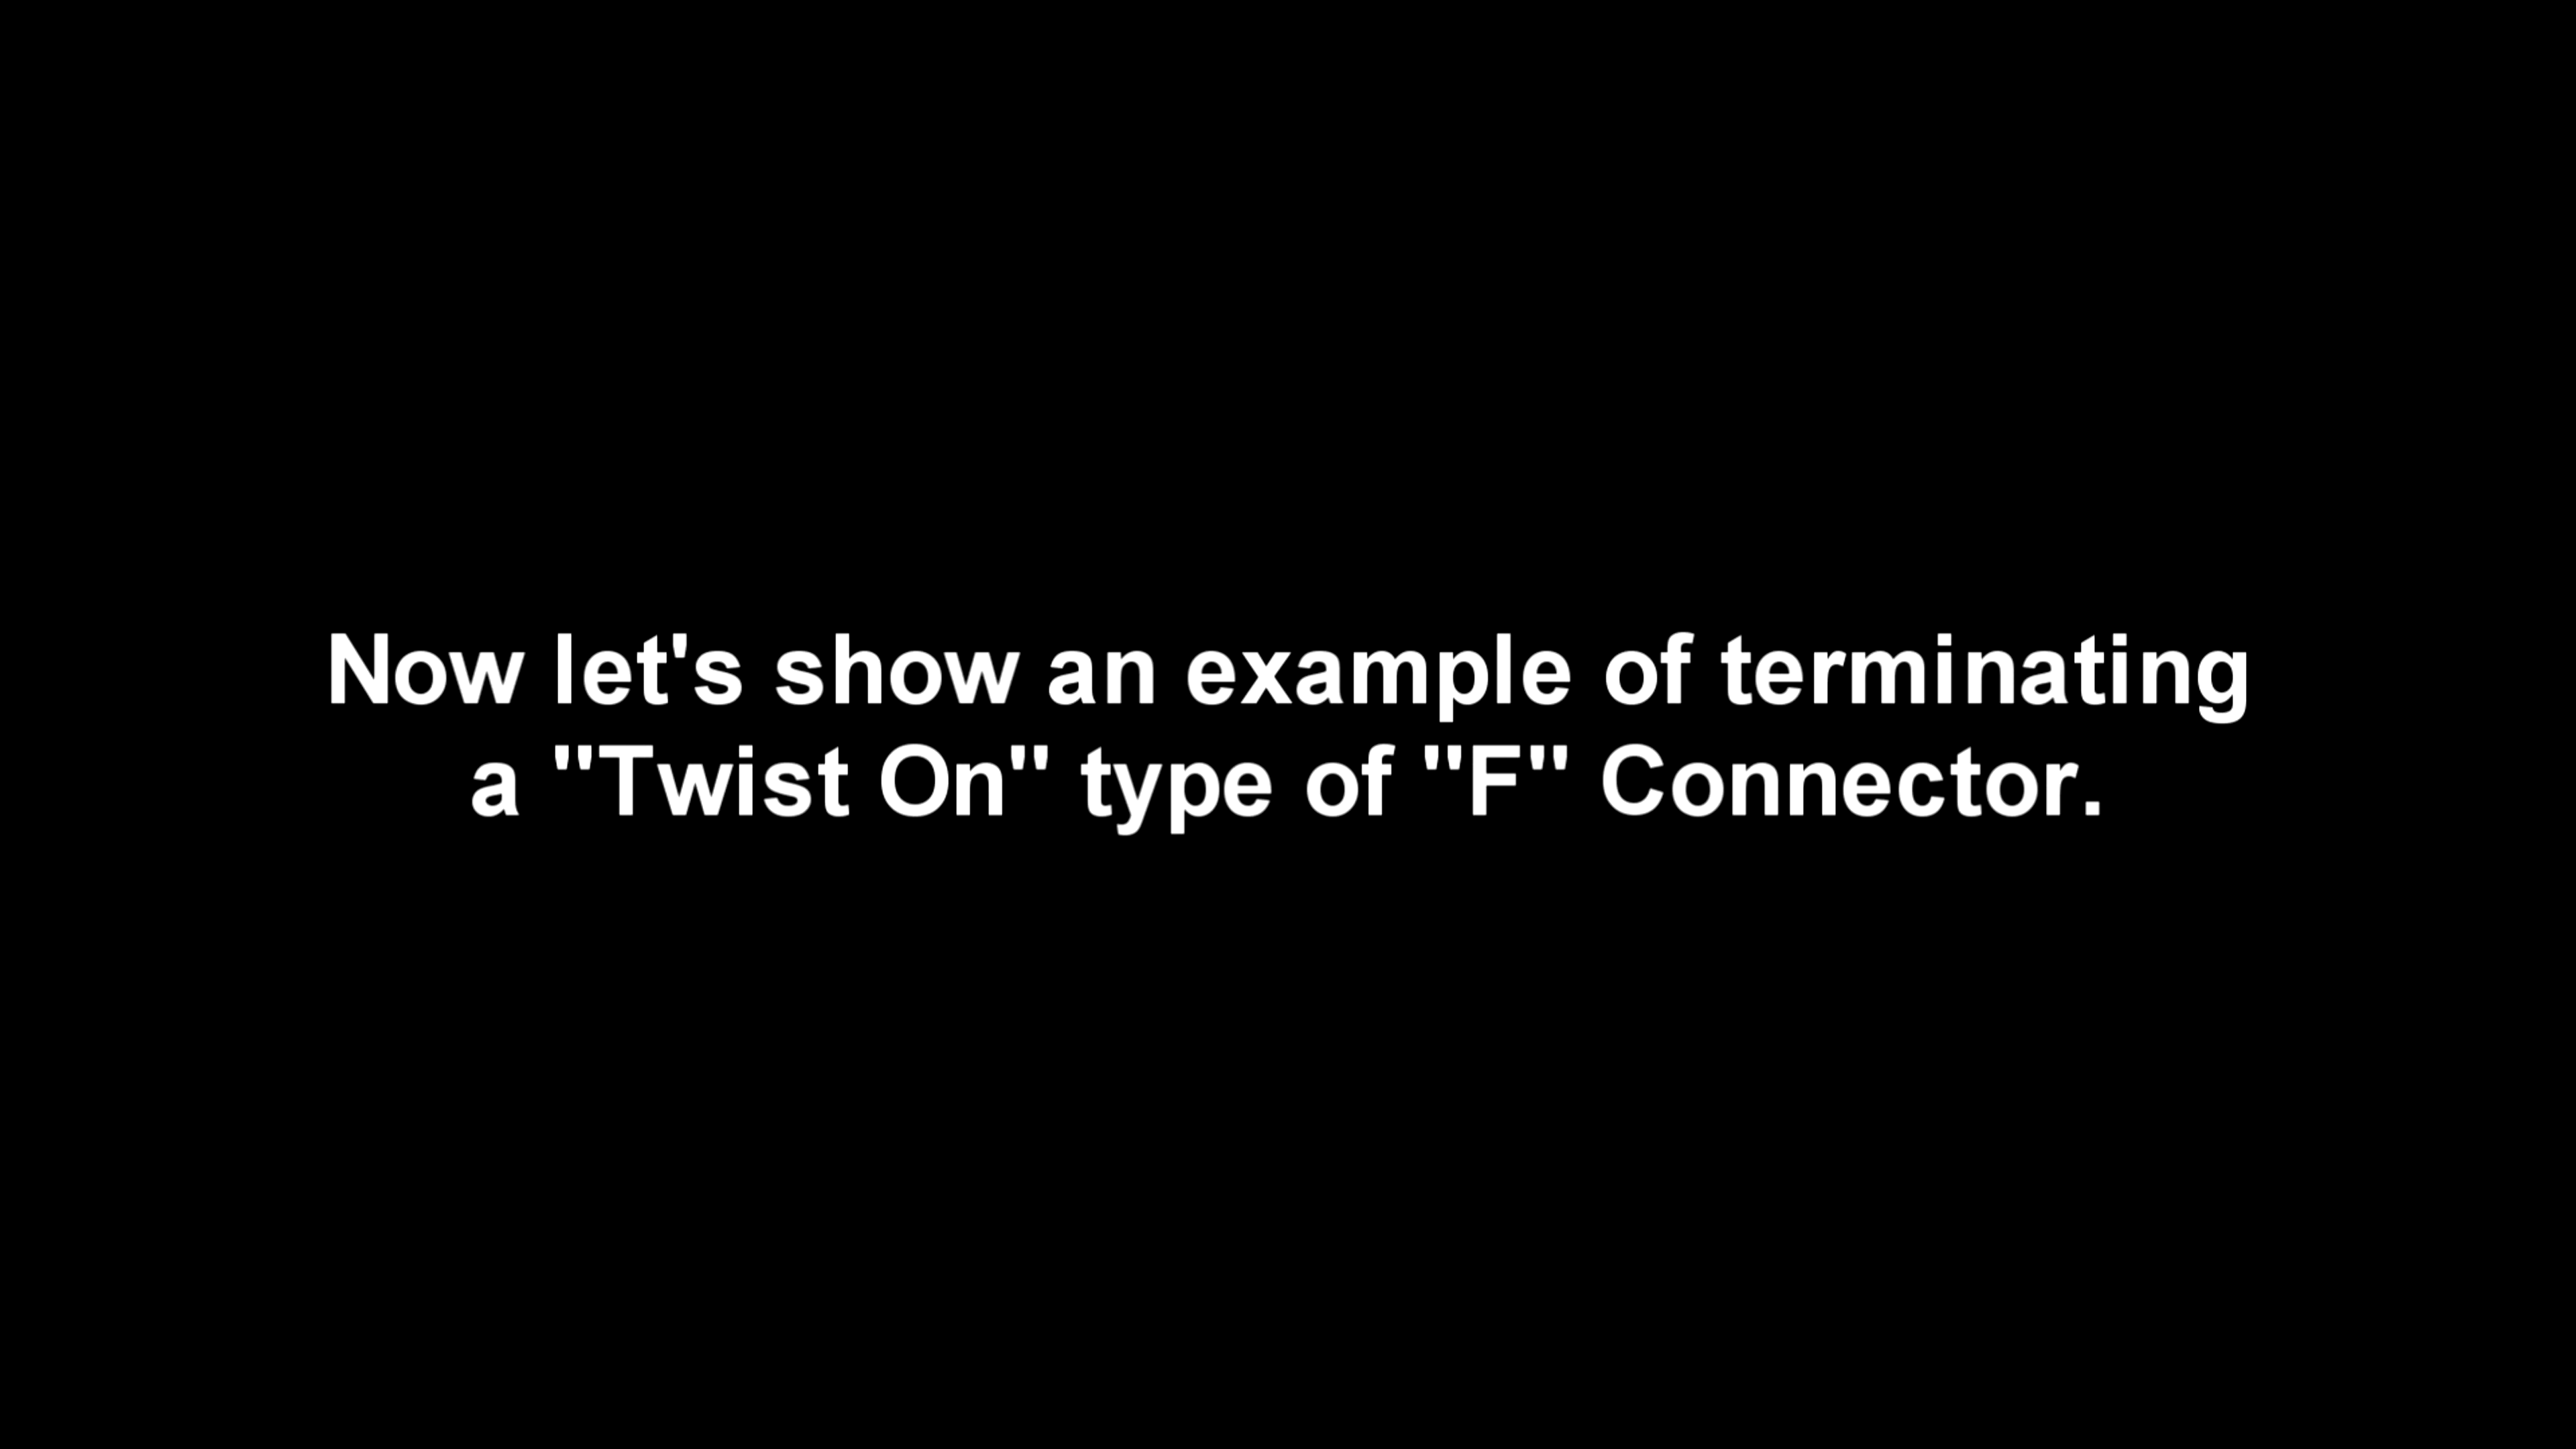 Now let's show an example of terminating
a "Twist On" type of "F" Connector.